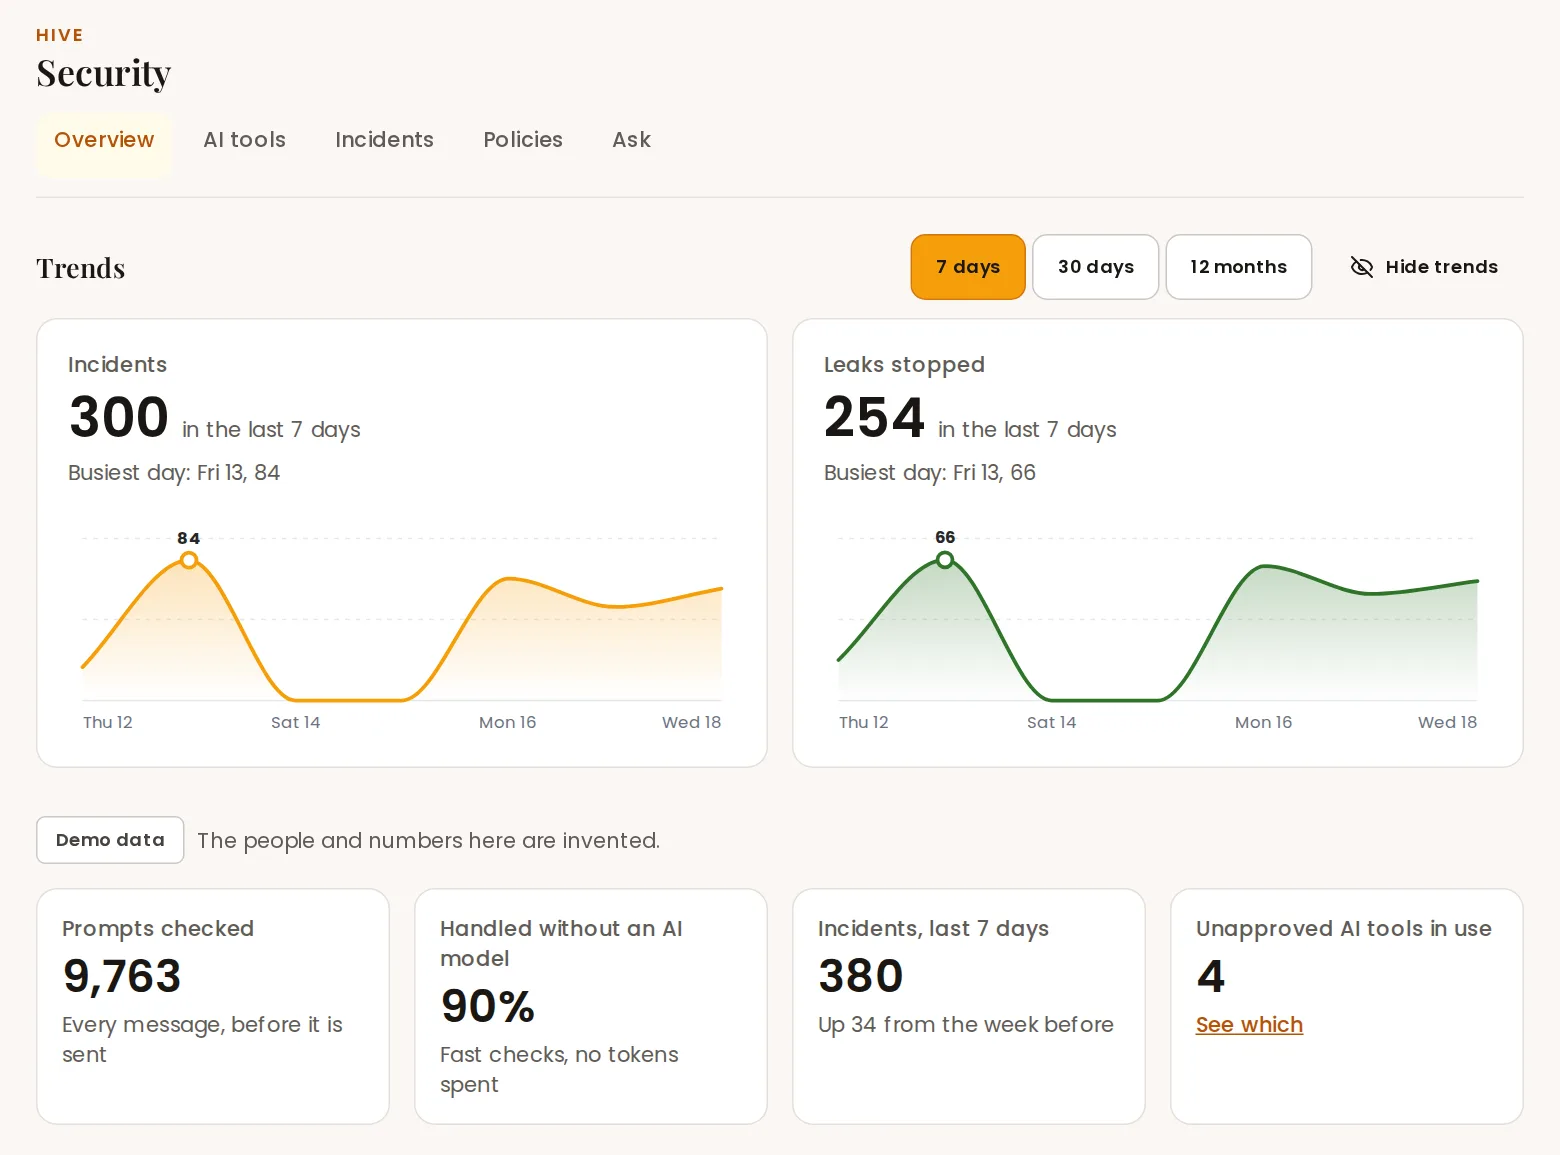 HIVE
Security
Overview
AI tools
Incidents
Policies
Ask
Trends
7 days
30 days
12 months
Hide trends
Incidents
300 in the last 7 days
Busiest day: Fri 13, 84
84
Thu 12
Sat 14
Mon 16
Wed 18
Leaks stopped
254 in the last 7 days
Busiest day: Fri 13, 66
66
Thu 12
Sat 14
Mon 16
Wed 18
Demo data
The people and numbers here are invented.
Prompts checked
9,763
Every message, before it is
sent
Handled without an AI
model
90%
Fast checks, no tokens
spent
Incidents, last 7 days
380
Up 34 from the week before
Unapproved AI tools in use
4
See which